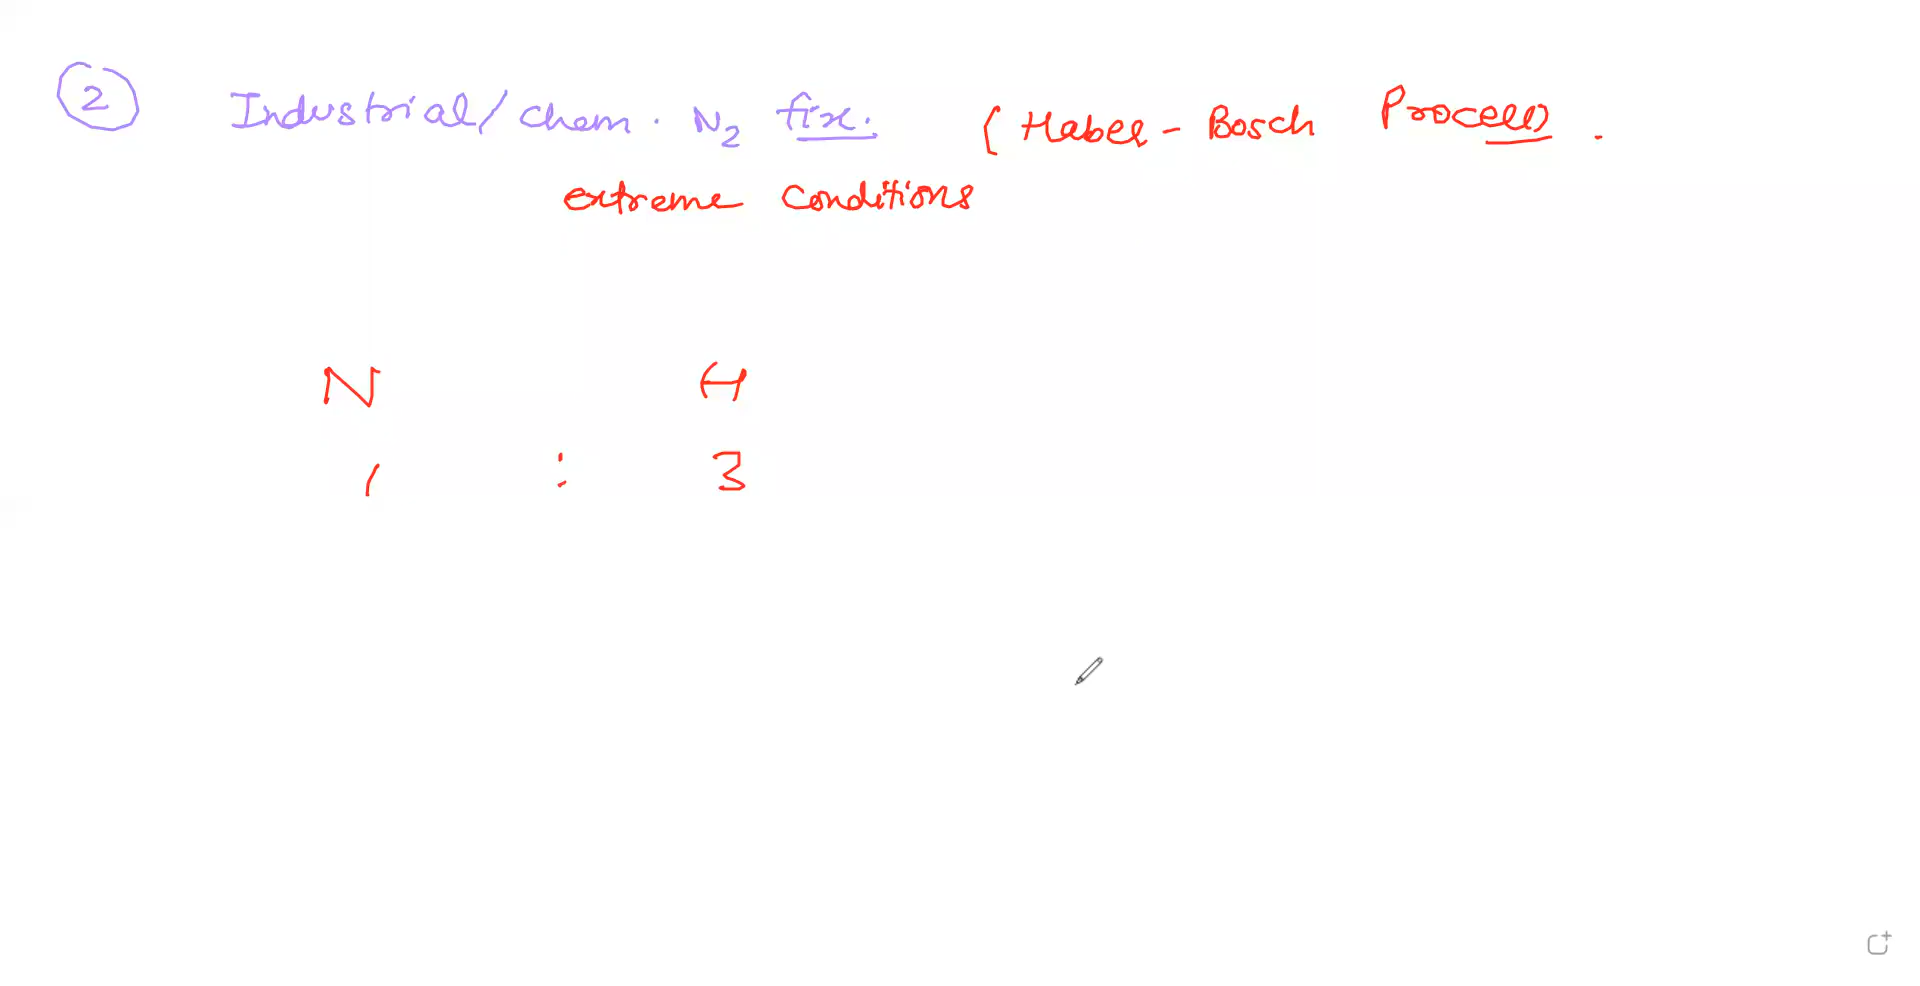 2 Industrial/chem. N2 fix. (Haber-Bosch Process).
extreme conditions
N H
1 : 3